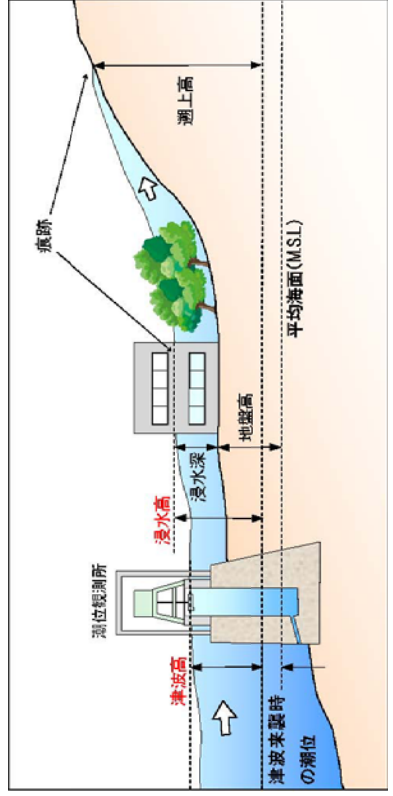 痕跡
遡上高
潮位観測所
浸水高
津波高
浸水深
地盤高
平均海面(M.S.L)
津波来襲時
の潮位